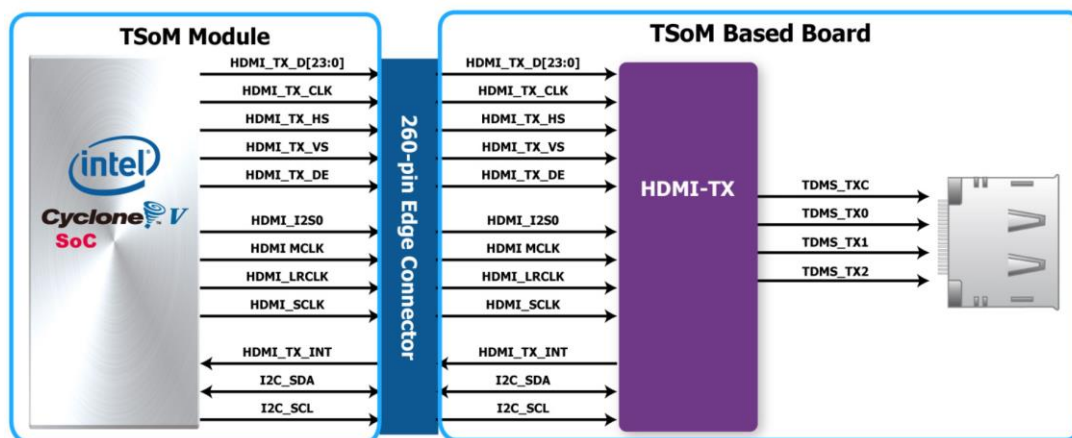 TSoM Module
TSoM Based Board
intel
Cyclone V
SoC
HDMI_TX_D[23:0]
HDMI_TX_CLK
HDMI_TX_HS
HDMI_TX_VS
HDMI_TX_DE
HDMI_I2S0
HDMI MCLK
HDMI_LRCLK
HDMI_SCLK
HDMI_TX_INT
I2C_SDA
I2C_SCL
260-pin Edge Connector
HDMI_TX_D[23:0]
HDMI_TX_CLK
HDMI_TX_HS
HDMI_TX_VS
HDMI_TX_DE
HDMI_I2S0
HDMI MCLK
HDMI_LRCLK
HDMI_SCLK
HDMI_TX_INT
I2C_SDA
I2C_SCL
HDMI-TX
TDMS_TXC
TDMS_TX0
TDMS_TX1
TDMS_TX2